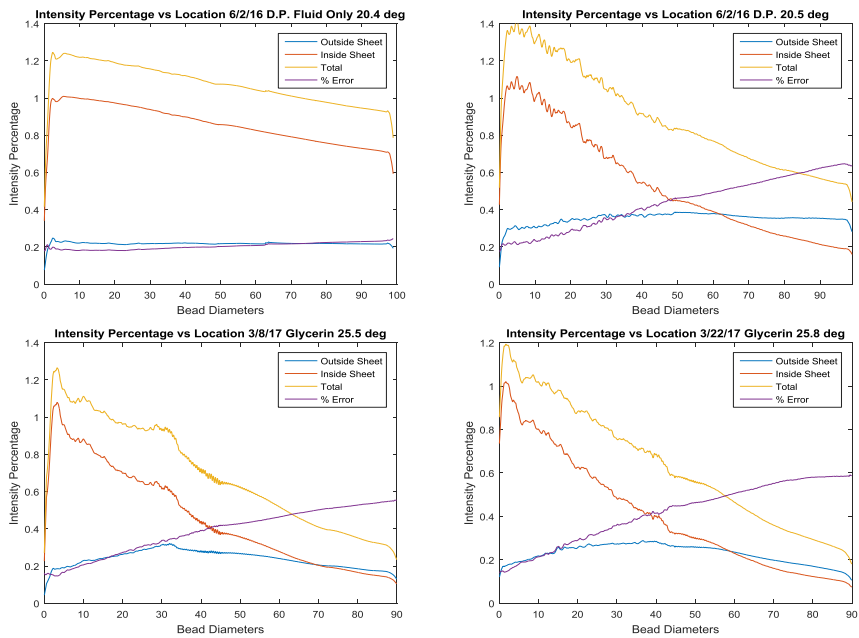 Intensity Percentage vs Location 6/2/16 D.P. Fluid Only 20.4 deg
1.4
1.2
1
0.8
0.6
0.4
0.2
0
Intensity Percentage
Outside Sheet
Inside Sheet
Total
% Error
0 10 20 30 40 50 60 70 80 90 100
Bead Diameters
Intensity Percentage vs Location 6/2/16 D.P. 20.5 deg
1.4
1.2
1
0.8
0.6
0.4
0.2
0
Intensity Percentage
Outside Sheet
Inside Sheet
Total
% Error
0 10 20 30 40 50 60 70 80 90
Bead Diameters
Intensity Percentage vs Location 3/8/17 Glycerin 25.5 deg
1.4
1.2
1
0.8
0.6
0.4
0.2
0
Intensity Percentage
Outside Sheet
Inside Sheet
Total
% Error
0 10 20 30 40 50 60 70 80 90
Bead Diameters
Intensity Percentage vs Location 3/22/17 Glycerin 25.8 deg
1.2
1
0.8
0.6
0.4
0.2
0
Intensity Percentage
Outside Sheet
Inside Sheet
Total
% Error
0 10 20 30 40 50 60 70 80 90
Bead Diameters